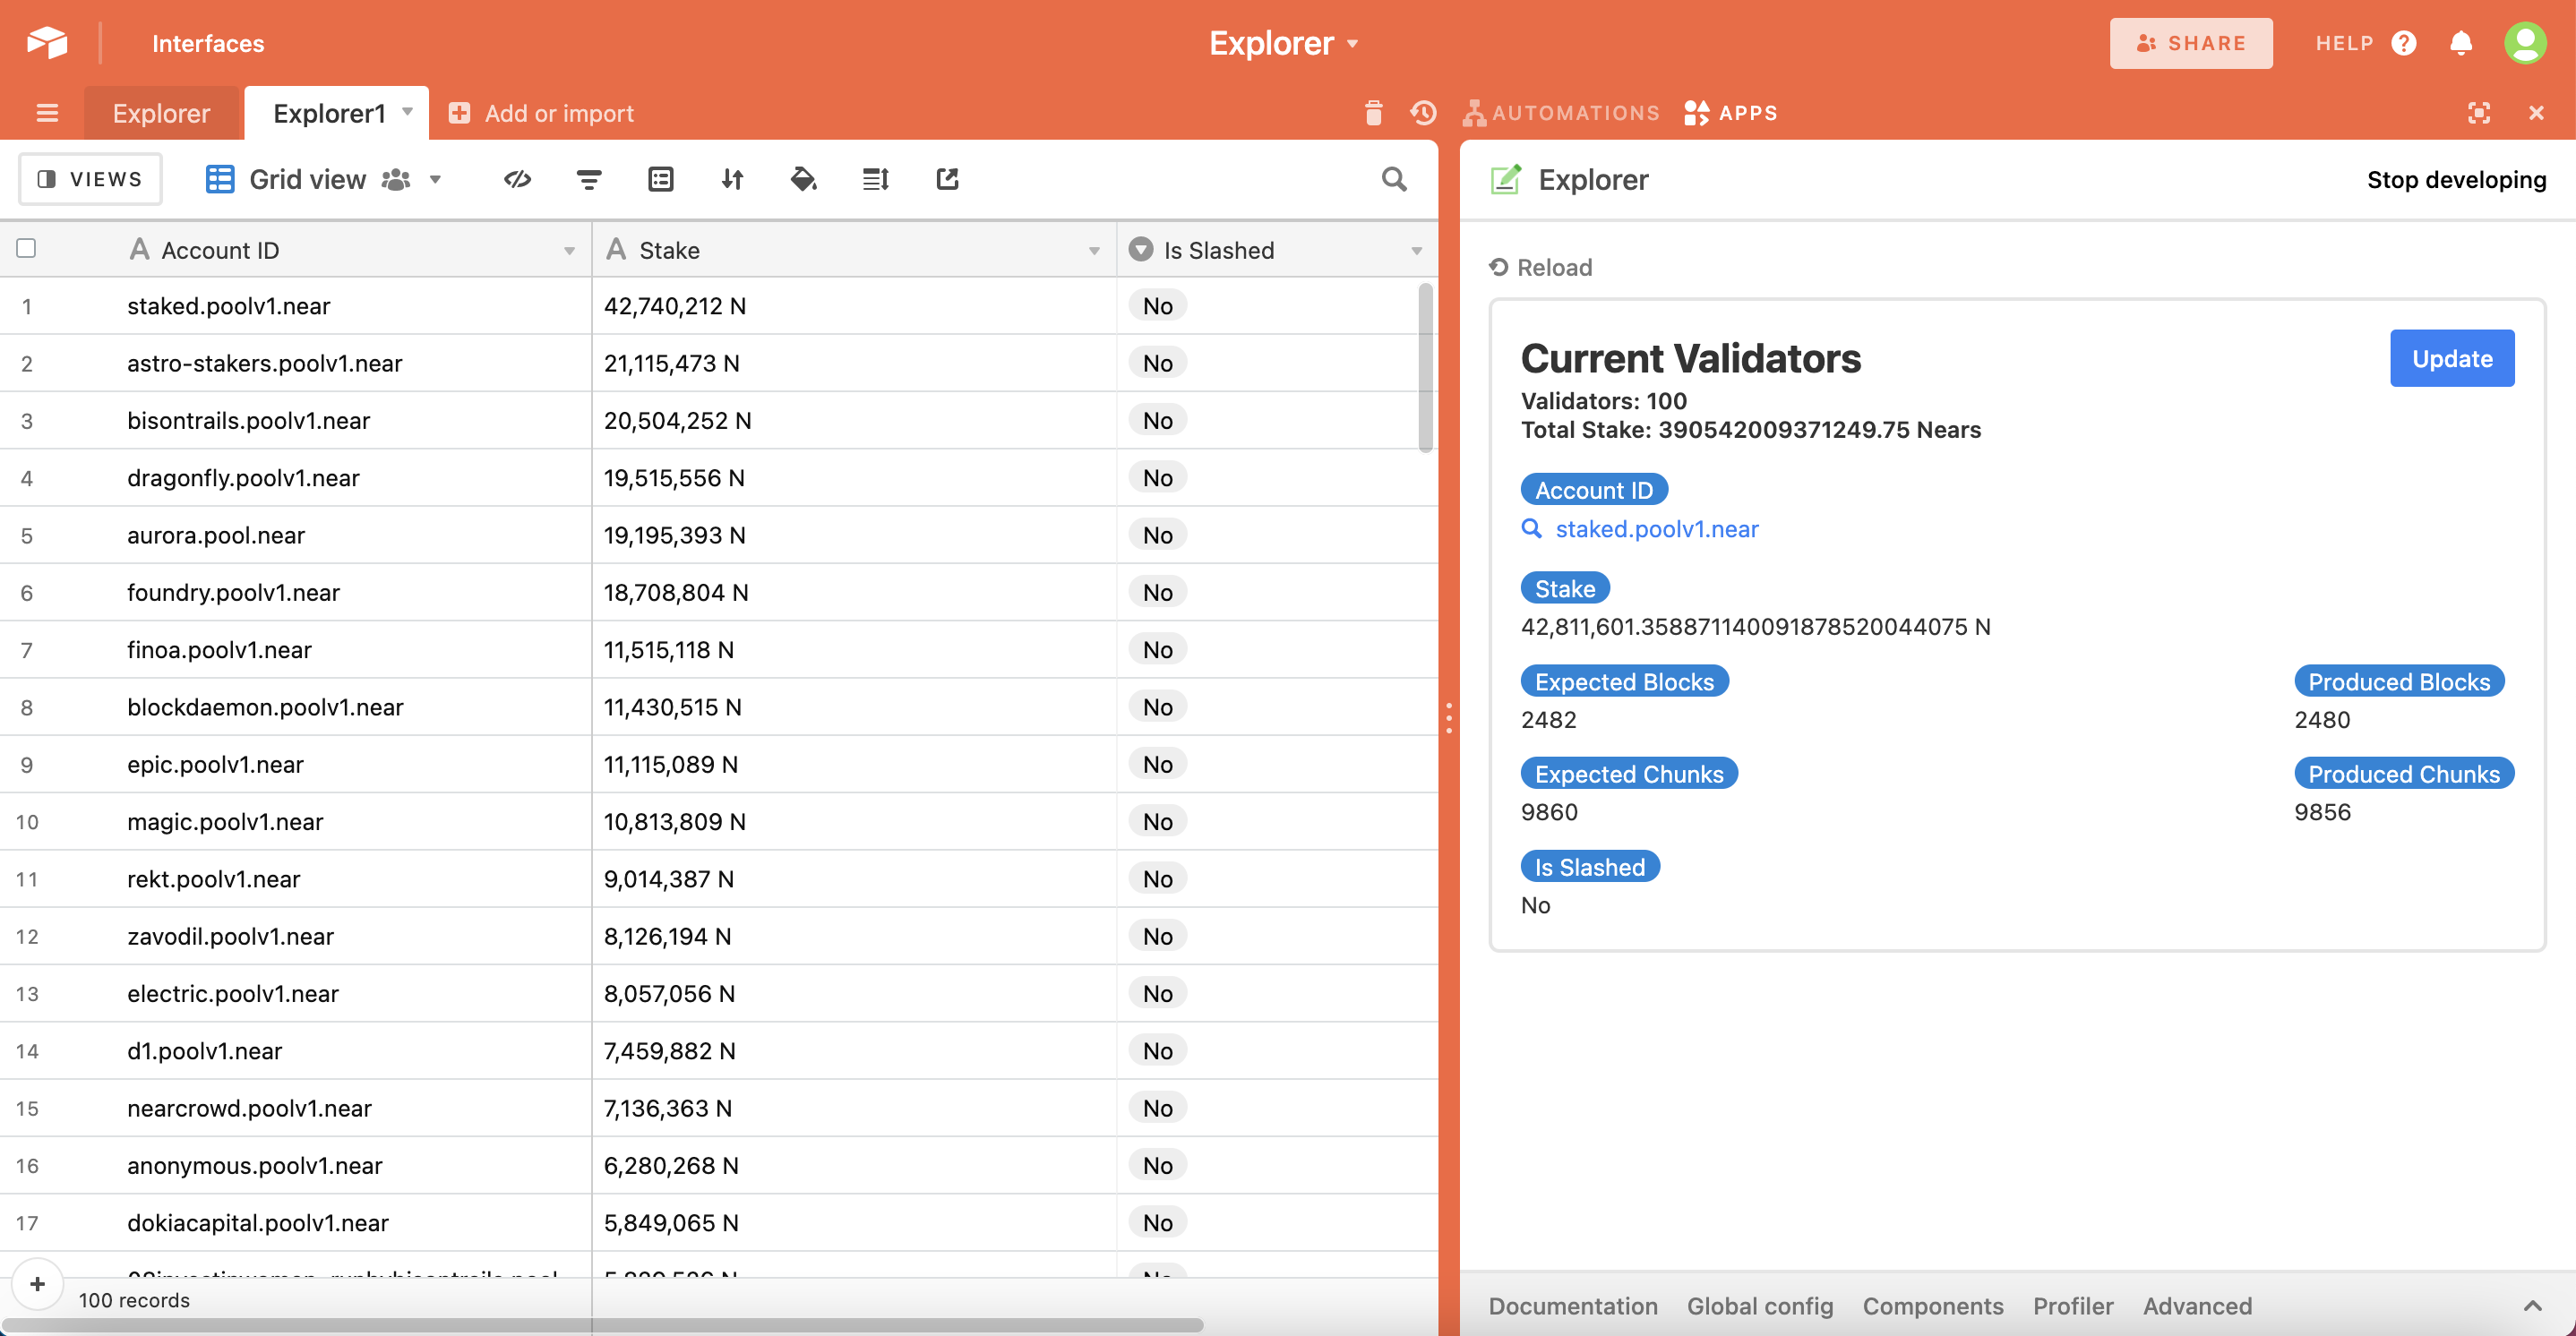 Interfaces
Explorer
SHARE
HELP
Explorer
Explorer1
Add or import
AUTOMATIONS
APPS
VIEWS
Grid view
Explorer
Stop developing
Account ID
Stake
Is Slashed
1 staked.poolv1.near 42,740,212 N No
2 astro-stakers.poolv1.near 21,115,473 N No
3 bisontrails.poolv1.near 20,504,252 N No
4 dragonfly.poolv1.near 19,515,556 N No
5 aurora.pool.near 19,195,393 N No
6 foundry.poolv1.near 18,708,804 N No
7 finoa.poolv1.near 11,515,118 N No
8 blockdaemon.poolv1.near 11,430,515 N No
9 epic.poolv1.near 11,115,089 N No
10 magic.poolv1.near 10,813,809 N No
11 rekt.poolv1.near 9,014,387 N No
12 zavodil.poolv1.near 8,126,194 N No
13 electric.poolv1.near 8,057,056 N No
14 d1.poolv1.near 7,459,882 N No
15 nearcrowd.poolv1.near 7,136,363 N No
16 anonymous.poolv1.near 6,280,268 N No
17 dokiacapital.poolv1.near 5,849,065 N No
100 records
Reload
Current Validators
Update
Validators: 100
Total Stake: 390542009371249.75 Nears
Account ID
staked.poolv1.near
Stake
42,811,601.358871140091878520044075 N
Expected Blocks
Produced Blocks
2482
2480
Expected Chunks
Produced Chunks
9860
9856
Is Slashed
No
Documentation
Global config
Components
Profiler
Advanced